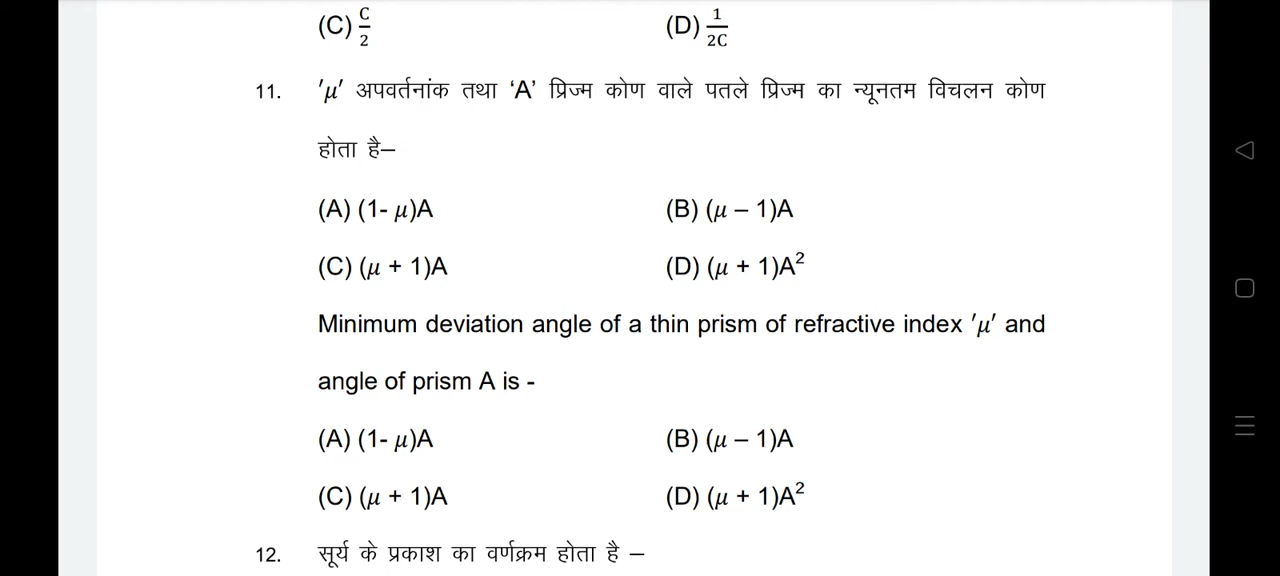 (C) C/2 (D) 1/2C
11. 'μ' अपवर्तनांक तथा ‘A’ प्रिज्म कोण वाले पतले प्रिज्म का न्यूनतम विचलन कोण
होता है–
(A) (1- μ)A (B) (μ – 1)A
(C) (μ + 1)A (D) (μ + 1)A²
Minimum deviation angle of a thin prism of refractive index 'μ' and
angle of prism A is -
(A) (1- μ)A (B) (μ – 1)A
(C) (μ + 1)A (D) (μ + 1)A²
12. सूर्य के प्रकाश का वर्णक्रम होता है –